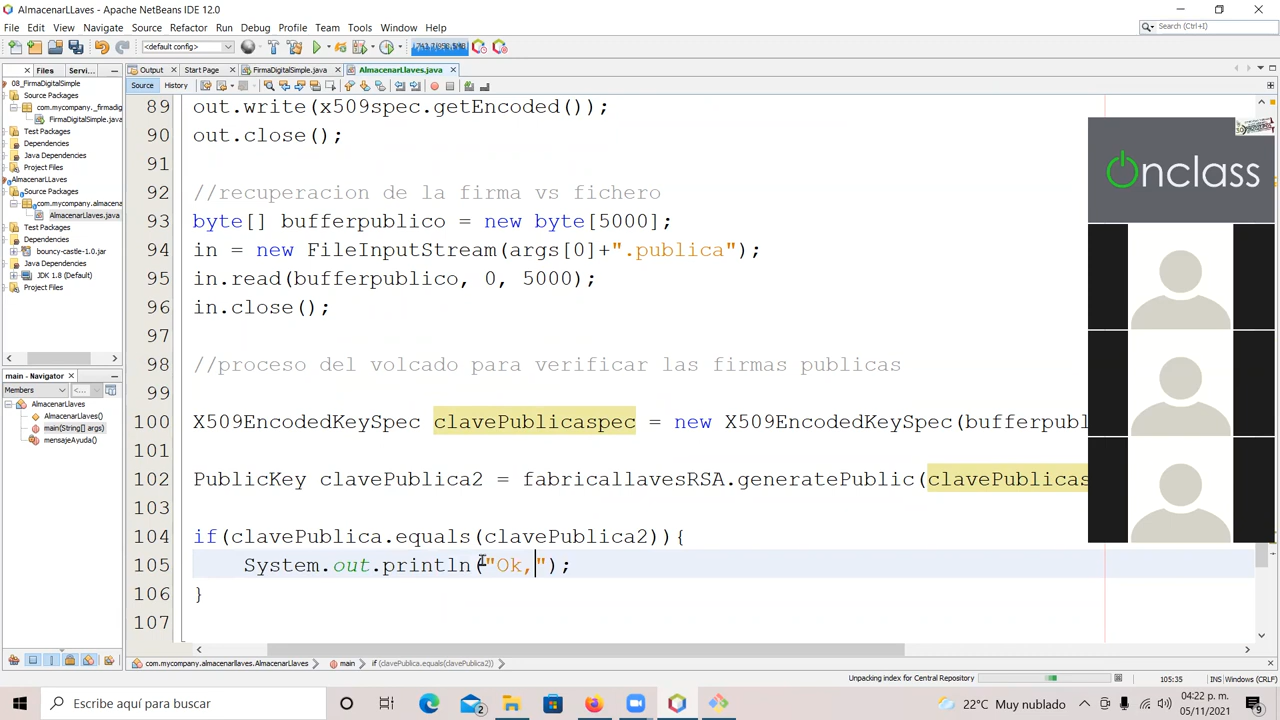 AlmacenarLLaves - Apache NetBeans IDE 12.0
File Edit View Navigate Source Refactor Run Debug Profile Team Tools Window Help
Search (Ctrl+I)
<default config>
Files Servi...
Output Start Page FirmaDigitalSimple.java AlmacenarLlaves.java
Source History
08_FirmaDigitalSimple
Source Packages
com.mycompany._firmadig
FirmaDigitalSimple.java
Test Packages
Dependencies
Java Dependencies
Project Files
AlmacenarLLaves
Source Packages
com.mycompany.almacena
AlmacenarLlaves.java
Test Packages
Dependencies
bouncy-castle-1.0.jar
Java Dependencies
JDK 1.8 (Default)
Project Files
main - Navigator
Members <...
AlmacenarLlaves
AlmacenarLlaves()
main(String[] args)
mensajeAyuda()
89 out.write(x509spec.getEncoded());
90 out.close();
91
92 //recuperacion de la firma vs fichero
93 byte[] bufferpublico = new byte[5000];
94 in = new FileInputStream(args[0]+".publica");
95 in.read(bufferpublico, 0, 5000);
96 in.close();
97
98 //proceso del volcado para verificar las firmas publicas
99
100 X509EncodedKeySpec clavePublicaspec = new X509EncodedKeySpec(bufferpubl
101
102 PublicKey clavePublica2 = fabricallavesRSA.generatePublic(clavePublicas
103
104 if(clavePublica.equals(clavePublica2)){
105 System.out.println("Ok,");
106 }
107
onclass
com.mycompany.almacenarllaves.AlmacenarLlaves main if (clavePublica.equals(clavePublica2))
Unpacking index for Central Repository
105:35 INS Windows (CRLF)
Escribe aquí para buscar
2
22°C Muy nublado
04:22 p. m.
05/11/2021
9